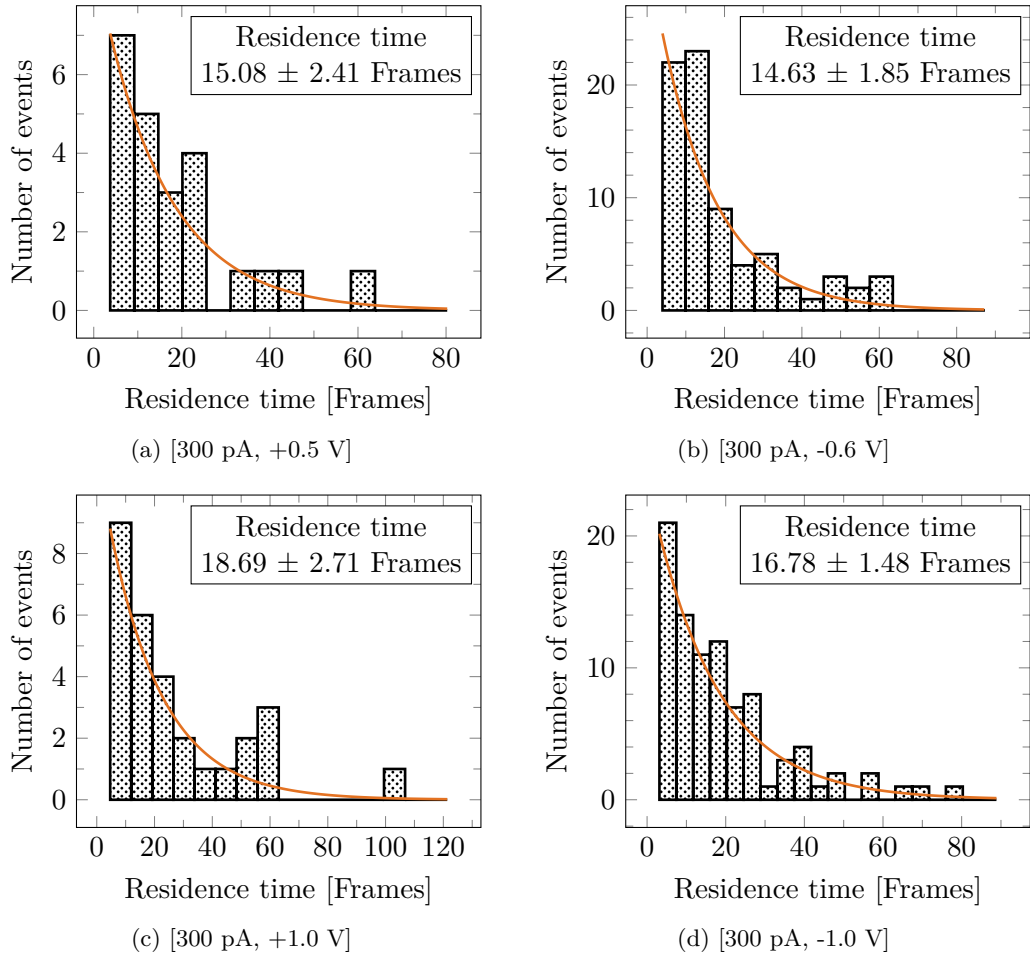 Residence time
15.08 ± 2.41 Frames
Number of events
6
4
2
0
0 20 40 60 80
Residence time [Frames]
(a) [300 pA, +0.5 V]
Residence time
14.63 ± 1.85 Frames
Number of events
20
10
0
0 20 40 60 80
Residence time [Frames]
(b) [300 pA, -0.6 V]
Residence time
18.69 ± 2.71 Frames
Number of events
8
6
4
2
0
0 20 40 60 80 100 120
Residence time [Frames]
(c) [300 pA, +1.0 V]
Residence time
16.78 ± 1.48 Frames
Number of events
20
10
0
0 20 40 60 80
Residence time [Frames]
(d) [300 pA, -1.0 V]